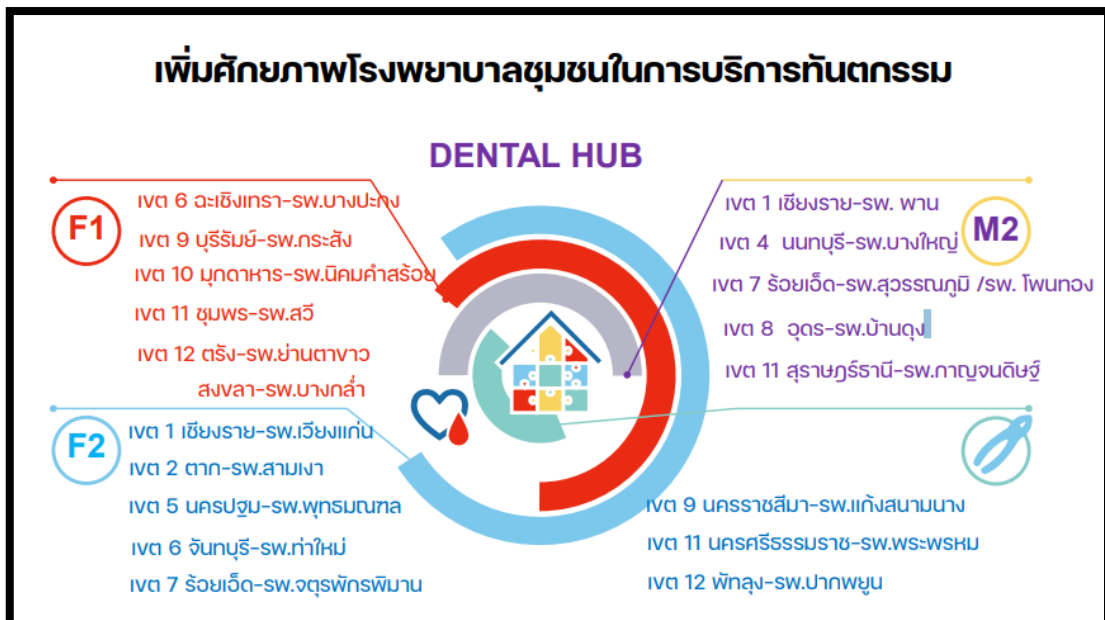 เพิ่มศักยภาพโรงพยาบาลชุมชนในการบริการทันตกรรม
DENTAL HUB
F1
เขต 6 ฉะเชิงเทรา-รพ.บางปะกง
เขต 9 บุรีรัมย์-รพ.กระสัง
เขต 10 มุกดาหาร-รพ.นิคมคำสร้อย
เขต 11 ชุมพร-รพ.สวี
เขต 12 ตรัง-รพ.ย่านตาขาว
สงขลา-รพ.บางกล่ำ
M2
เขต 1 เชียงราย-รพ. พาน
เขต 4 นนทบุรี-รพ.บางใหญ่
เขต 7 ร้อยเอ็ด-รพ.สุวรรณภูมิ /รพ. โพนทอง
เขต 8 อุดร-รพ.บ้านดุง
เขต 11 สุราษฎร์ธานี-รพ.กาญจนดิษฐ์
F2
เขต 1 เชียงราย-รพ.เวียงแก่น
เขต 2 ตาก-รพ.สามเงา
เขต 5 นครปฐม-รพ.พุทธมณฑล
เขต 6 จันทบุรี-รพ.ท่าใหม่
เขต 7 ร้อยเอ็ด-รพ.จตุรพักรพิมาน
เขต 9 นครราชสีมา-รพ.แก้งสนามนาง
เขต 11 นครศรีธรรมราช-รพ.พระพรหม
เขต 12 พัทลุง-รพ.ปากพยูน